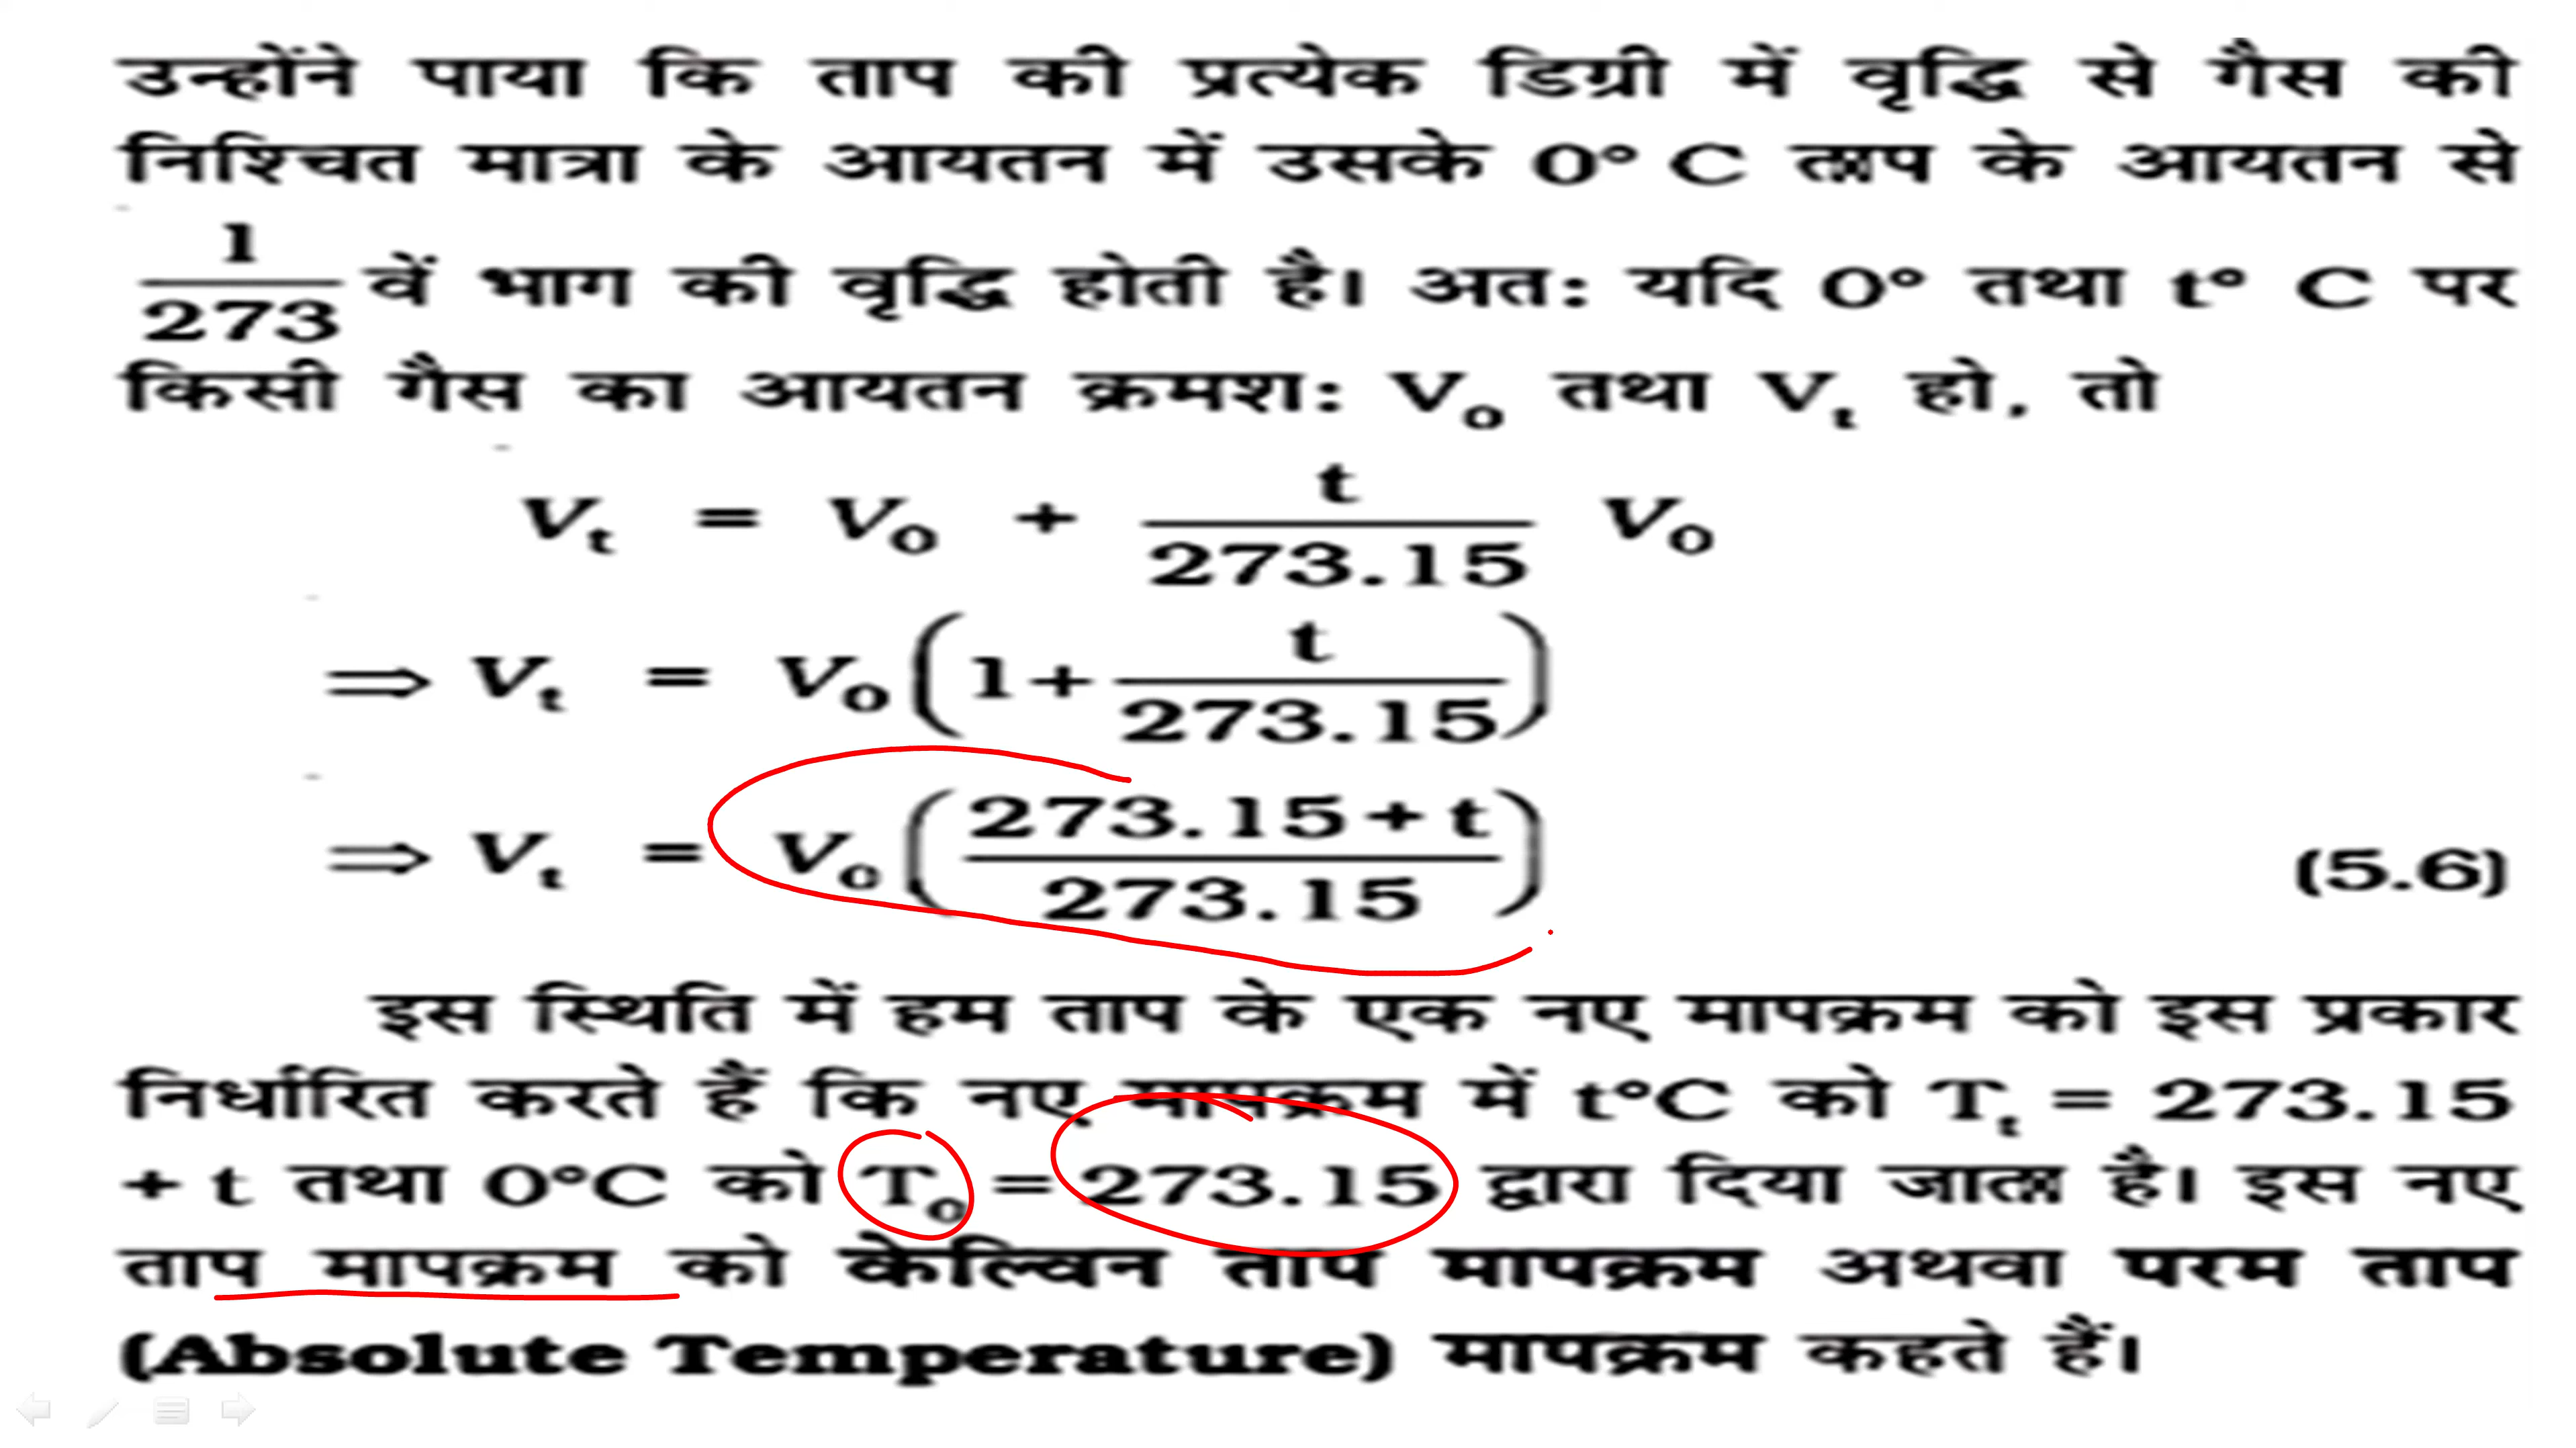 उन्होंने पाया कि ताप की प्रत्येक डिग्री में वृद्धि से गैस की
निश्चित मात्रा के आयतन में उसके 0° C ताप के आयतन से
1/273 वें भाग की वृद्धि होती है। अतः यदि 0° तथा t° C पर
किसी गैस का आयतन क्रमशः V₀ तथा Vₜ हो, तो
Vₜ = V₀ + t/273.15 V₀
⇒ Vₜ = V₀ (1+ t/273.15)
⇒ Vₜ = V₀ ((273.15 + t)/273.15) (5.6)
इस स्थिति में हम ताप के एक नए मापक्रम को इस प्रकार
निर्धारित करते हैं कि नए मापक्रम में t°C को Tₜ = 273.15
+ t तथा 0°C को T₀ = 273.15 द्वारा दिया जाता है। इस नए
ताप मापक्रम को केल्विन ताप मापक्रम अथवा परम ताप
(Absolute Temperature) मापक्रम कहते हैं।